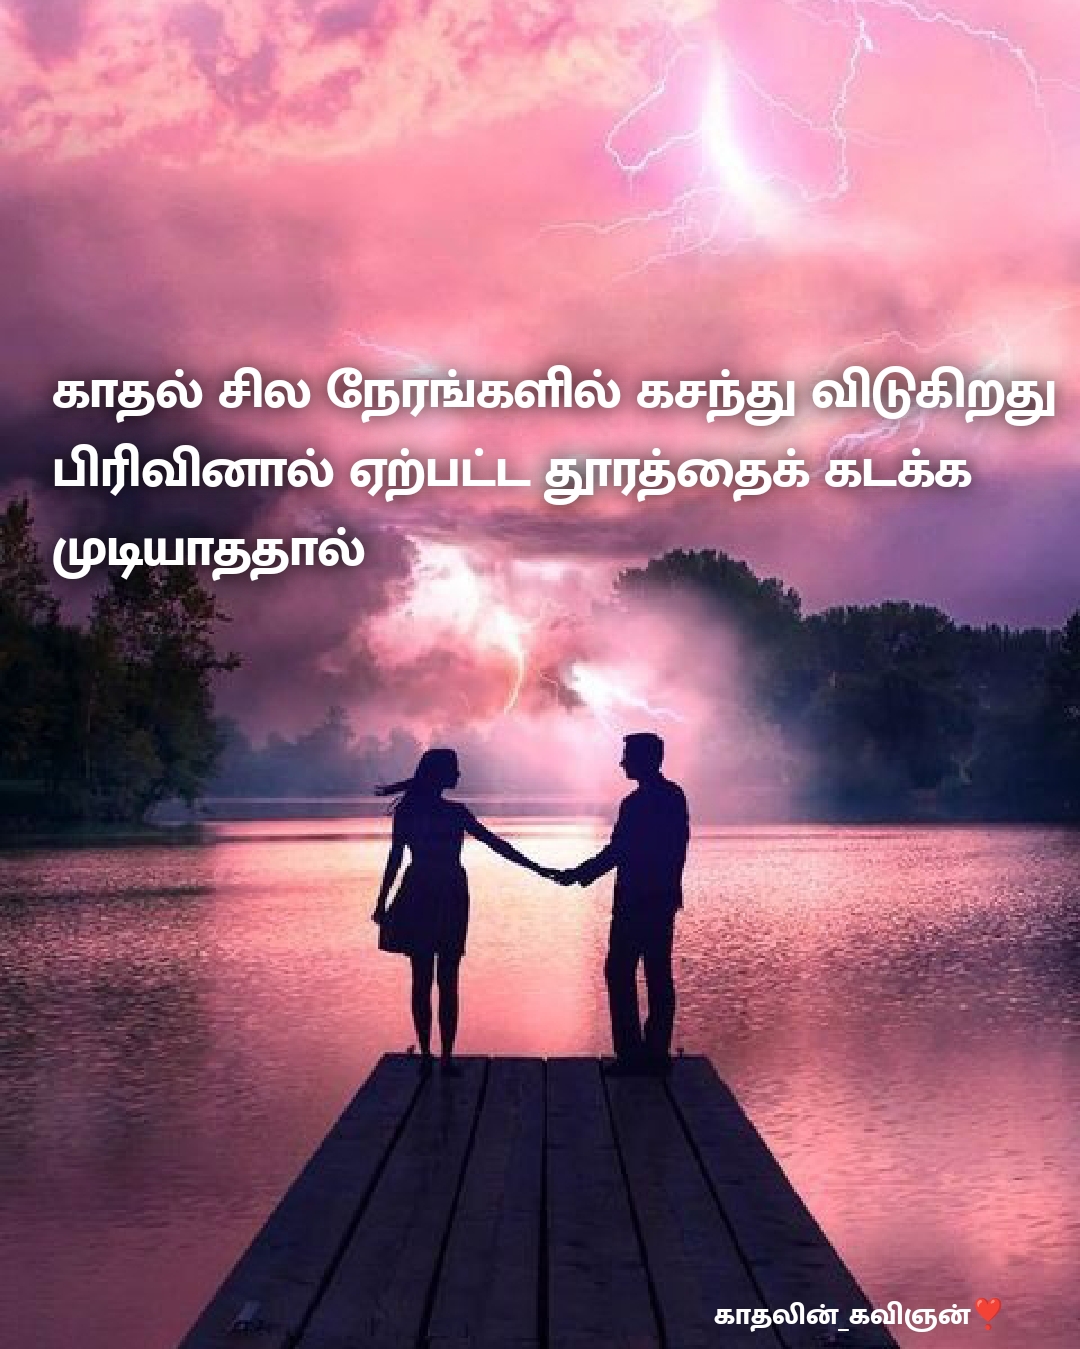 காதல் சில நேரங்களில் கசந்து விடுகிறது
பிரிவினால் ஏற்பட்ட தூரத்தைக் கடக்க
முடியாததால்
காதலின்_கவிஞன்❣️